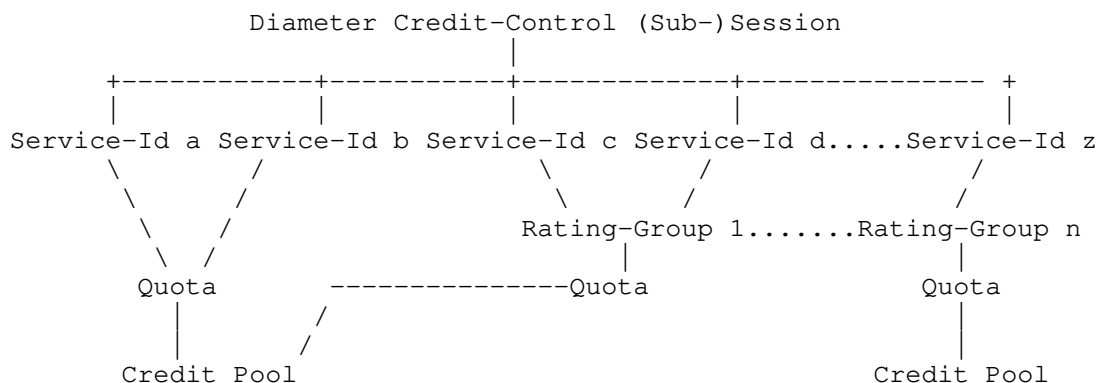 Diameter Credit-Control (Sub-)Session
|
+------------+-----------+-------------+--------------- +
| | | | |
Service-Id a Service-Id b Service-Id c Service-Id d.....Service-Id z
\ / \ / /
\ / \ / /
\ / Rating-Group 1.......Rating-Group n
\ / | |
Quota ---------------Quota Quota
| / |
| / |
Credit Pool Credit Pool